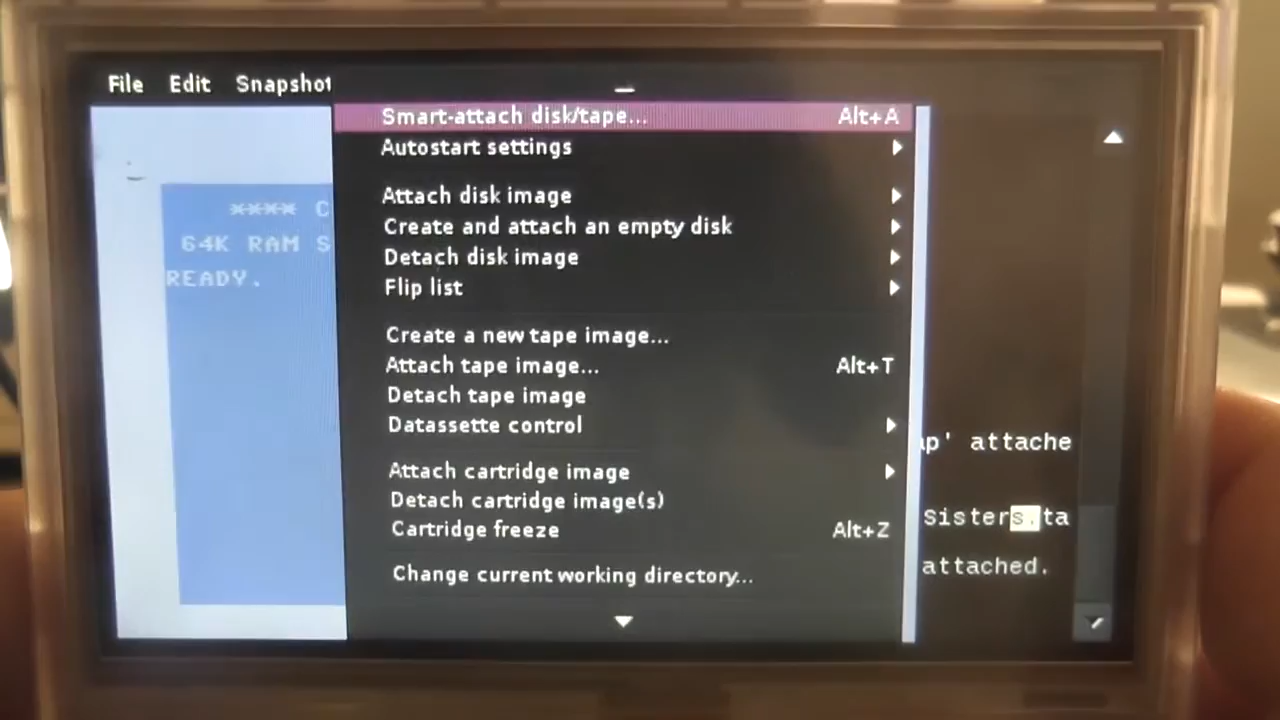 File Edit Snapshot
Smart-attach disk/tape... Alt+A
Autostart settings
Attach disk image
Create and attach an empty disk
Detach disk image
Flip list
Create a new tape image...
Attach tape image... Alt+T
Detach tape image
Datassette control
Attach cartridge image
Detach cartridge image(s)
Cartridge freeze Alt+Z
Change current working directory...
**** C
64K RAM S
READY.
p' attache
Sisters.ta
attached.